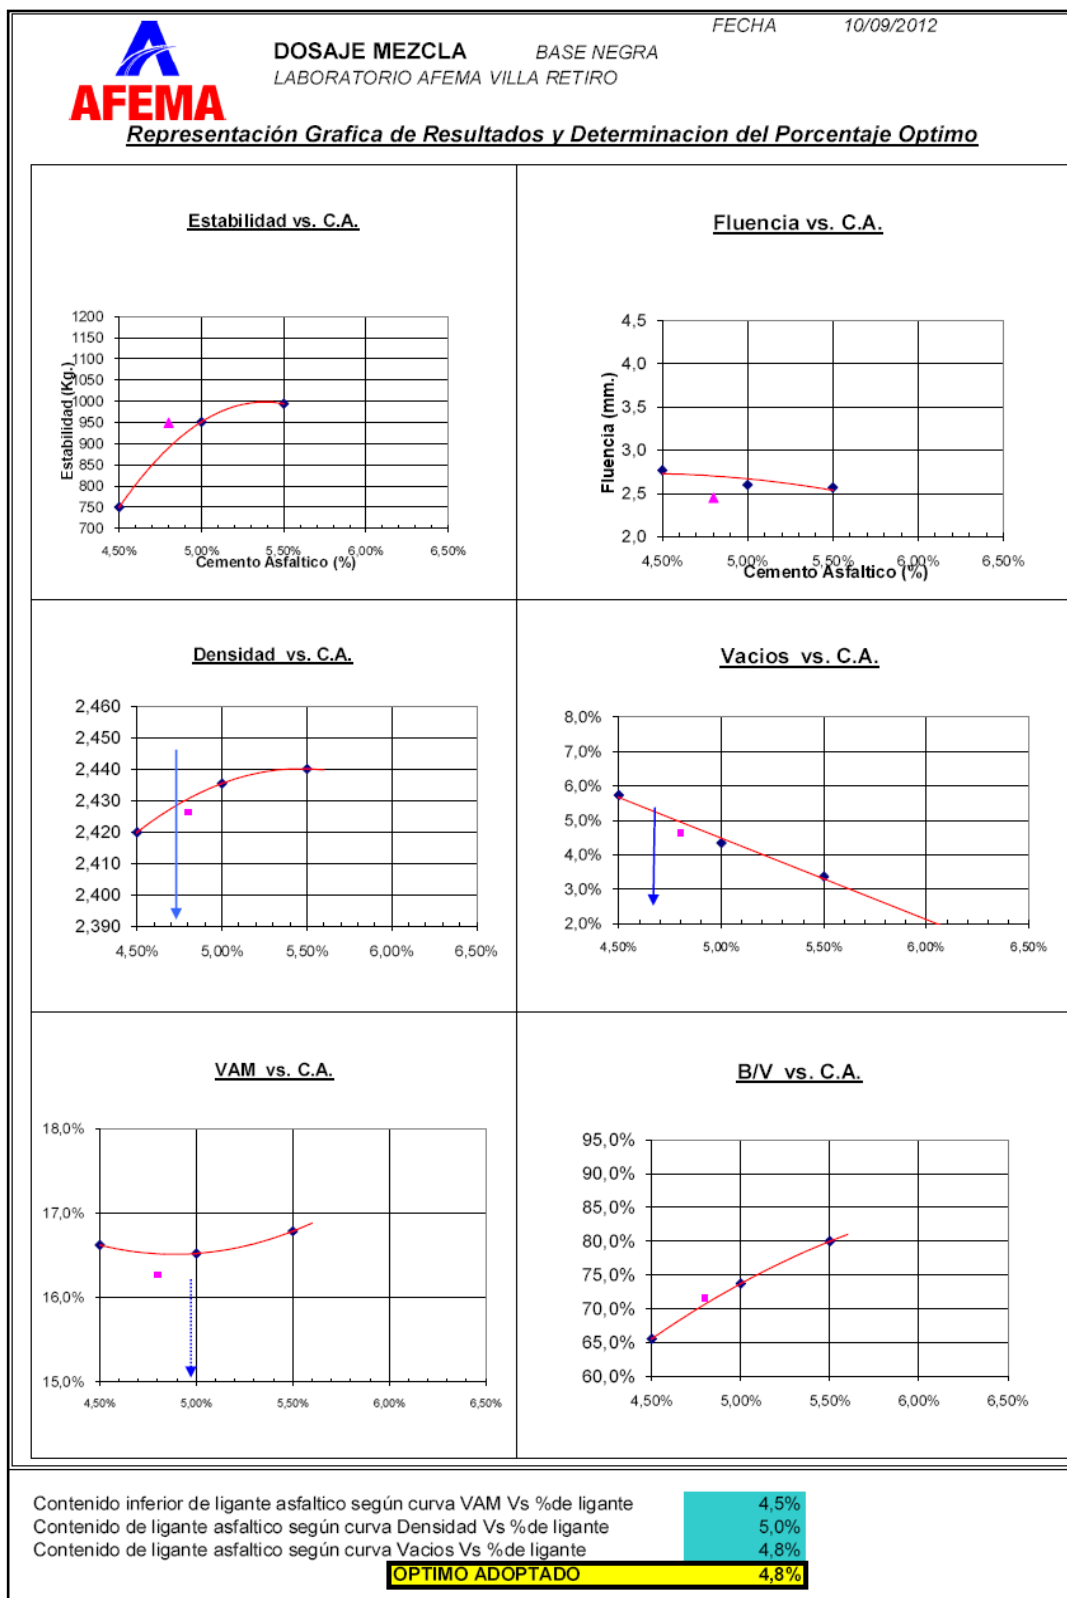 FECHA 10/09/2012
DOSAJE MEZCLA BASE NEGRA
LABORATORIO AFEMA VILLA RETIRO
AFEMA
Representación Grafica de Resultados y Determinacion del Porcentaje Optimo
Estabilidad vs. C.A.
1200
1150
1100
1050
1000
950
900
850
800
750
700
Estabilidad (Kg.)
4,50% 5,00% 5,50% 6,00% 6,50%
Cemento Asfaltico (%)
Fluencia vs. C.A.
4,5
4,0
3,5
3,0
2,5
2,0
Fluencia (mm.)
4,50% 5,00% 5,50% 6,00% 6,50%
Cemento Asfaltico (%)
Densidad vs. C.A.
2,460
2,450
2,440
2,430
2,420
2,410
2,400
2,390
4,50% 5,00% 5,50% 6,00% 6,50%
Vacios vs. C.A.
8,0%
7,0%
6,0%
5,0%
4,0%
3,0%
2,0%
4,50% 5,00% 5,50% 6,00% 6,50%
VAM vs. C.A.
18,0%
17,0%
16,0%
15,0%
4,50% 5,00% 5,50% 6,00% 6,50%
B/V vs. C.A.
95,0%
90,0%
85,0%
80,0%
75,0%
70,0%
65,0%
60,0%
4,50% 5,00% 5,50% 6,00% 6,50%
Contenido inferior de ligante asfaltico según curva VAM Vs %de ligante 4,5%
Contenido de ligante asfaltico según curva Densidad Vs %de ligante 5,0%
Contenido de ligante asfaltico según curva Vacios Vs %de ligante 4,8%
OPTIMO ADOPTADO 4,8%